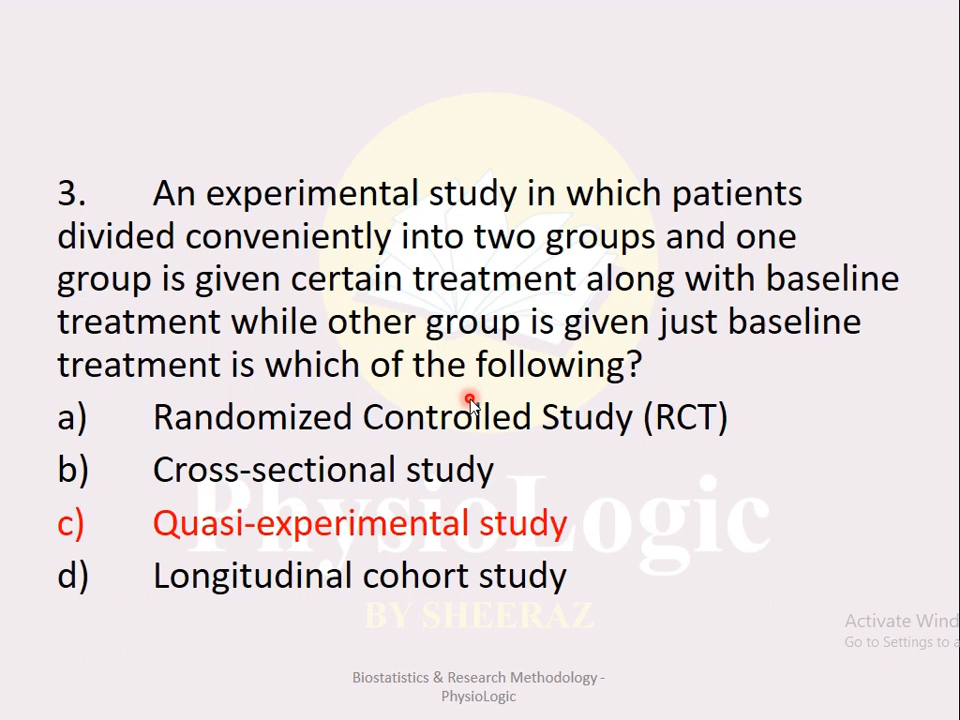 3. An experimental study in which patients
divided conveniently into two groups and one
group is given certain treatment along with baseline
treatment while other group is given just baseline
treatment is which of the following?
a) Randomized Controlled Study (RCT)
b) Cross-sectional study
c) Quasi-experimental study
d) Longitudinal cohort study
PhysioLogic
BY SHEERAZ
Activate Wind
Go to Settings to a
Biostatistics & Research Methodology -
PhysioLogic